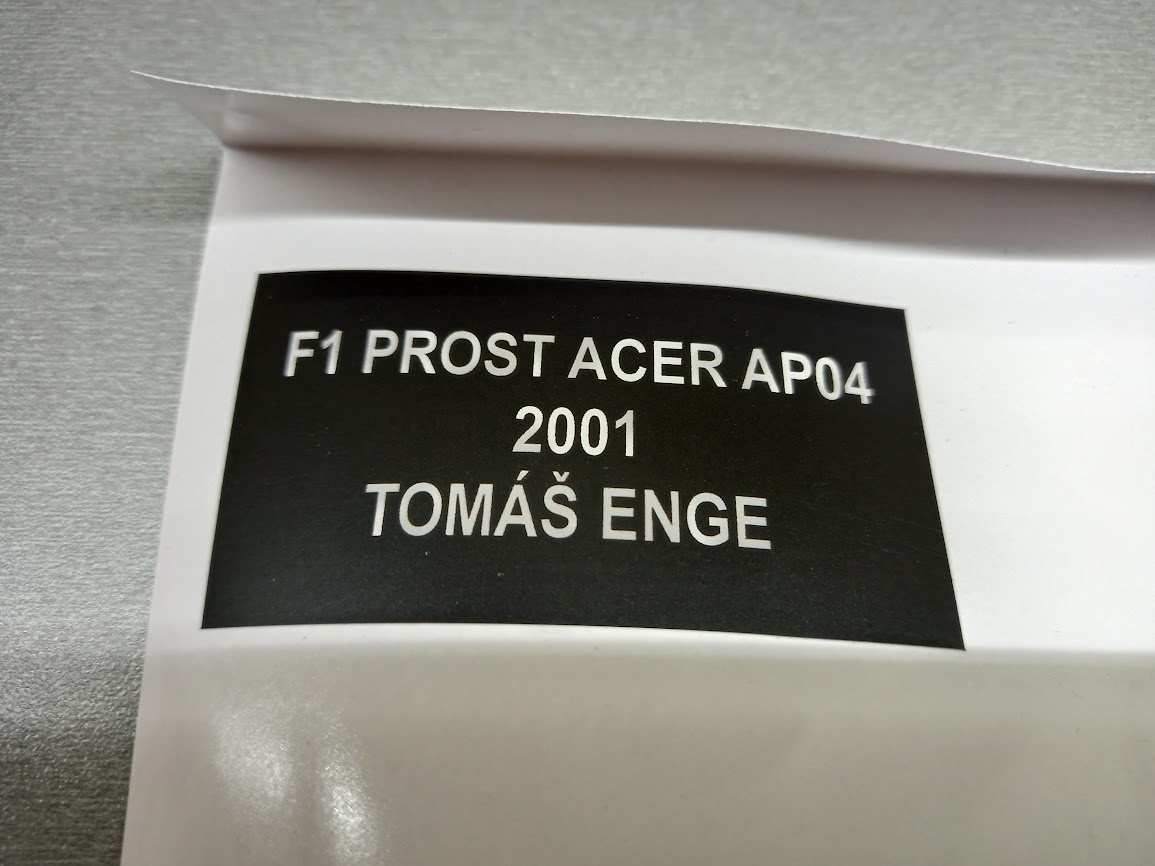 F1 PROST ACER AP04
2001
TOMÁŠ ENGE